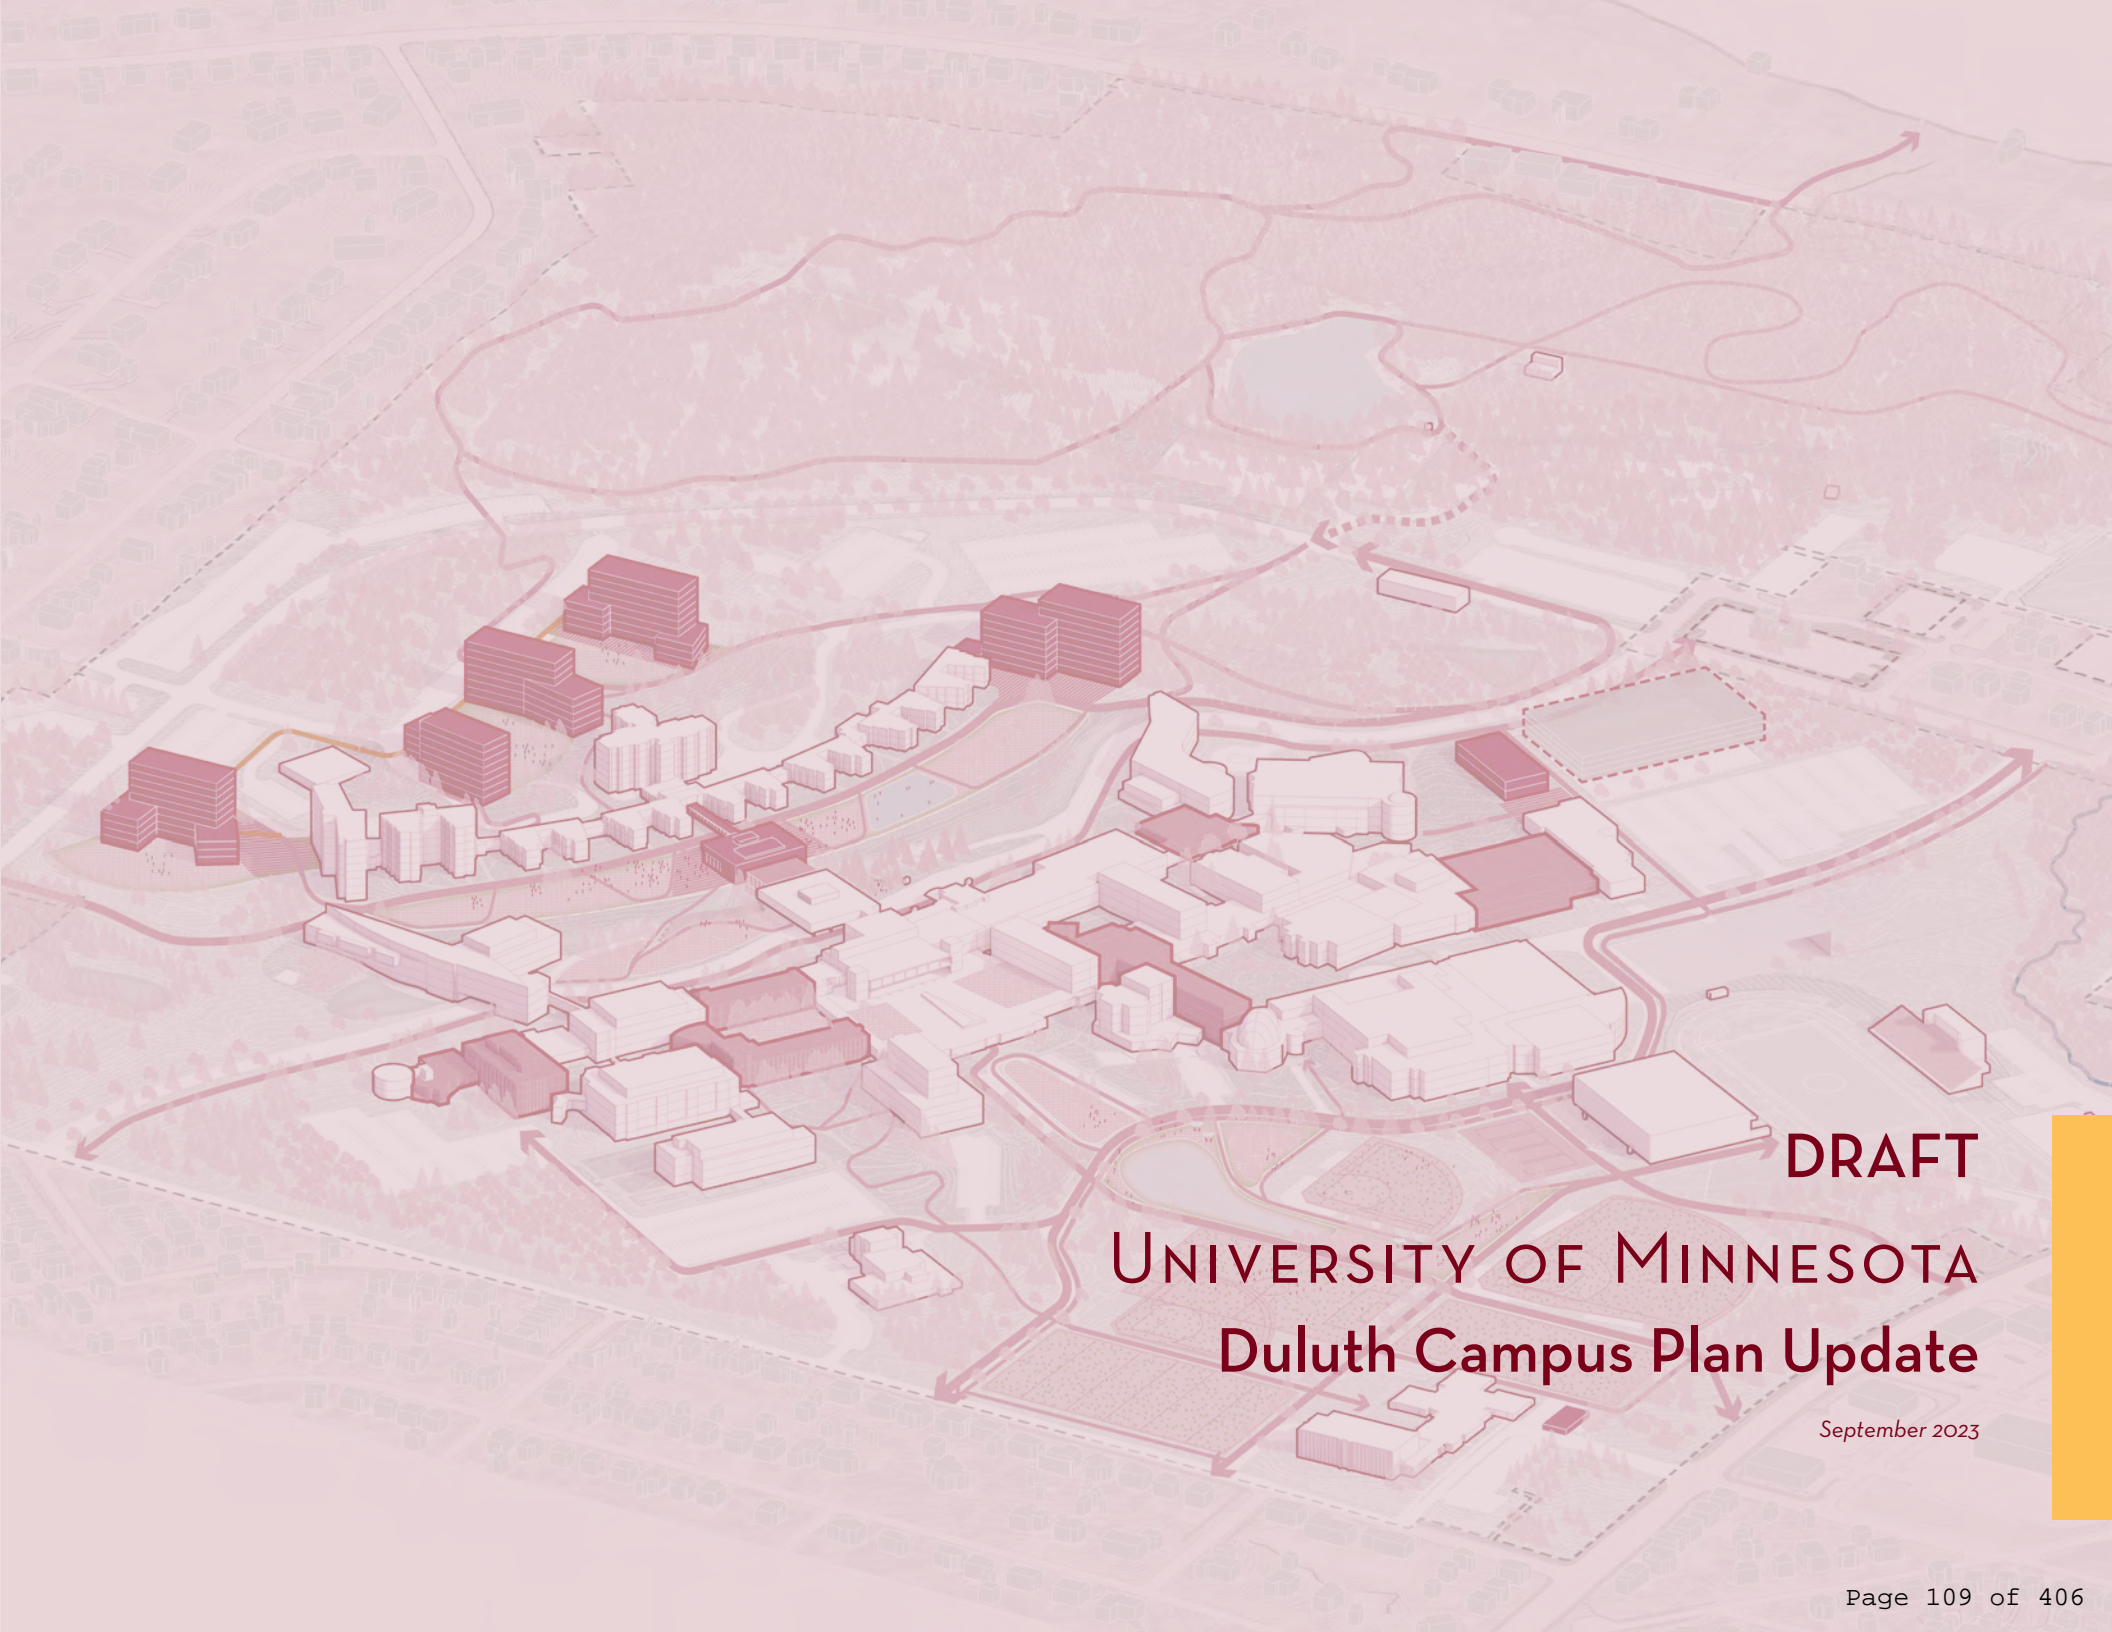 DRAFT
University of Minnesota
Duluth Campus Plan Update
September 2023
Page 109 of 406